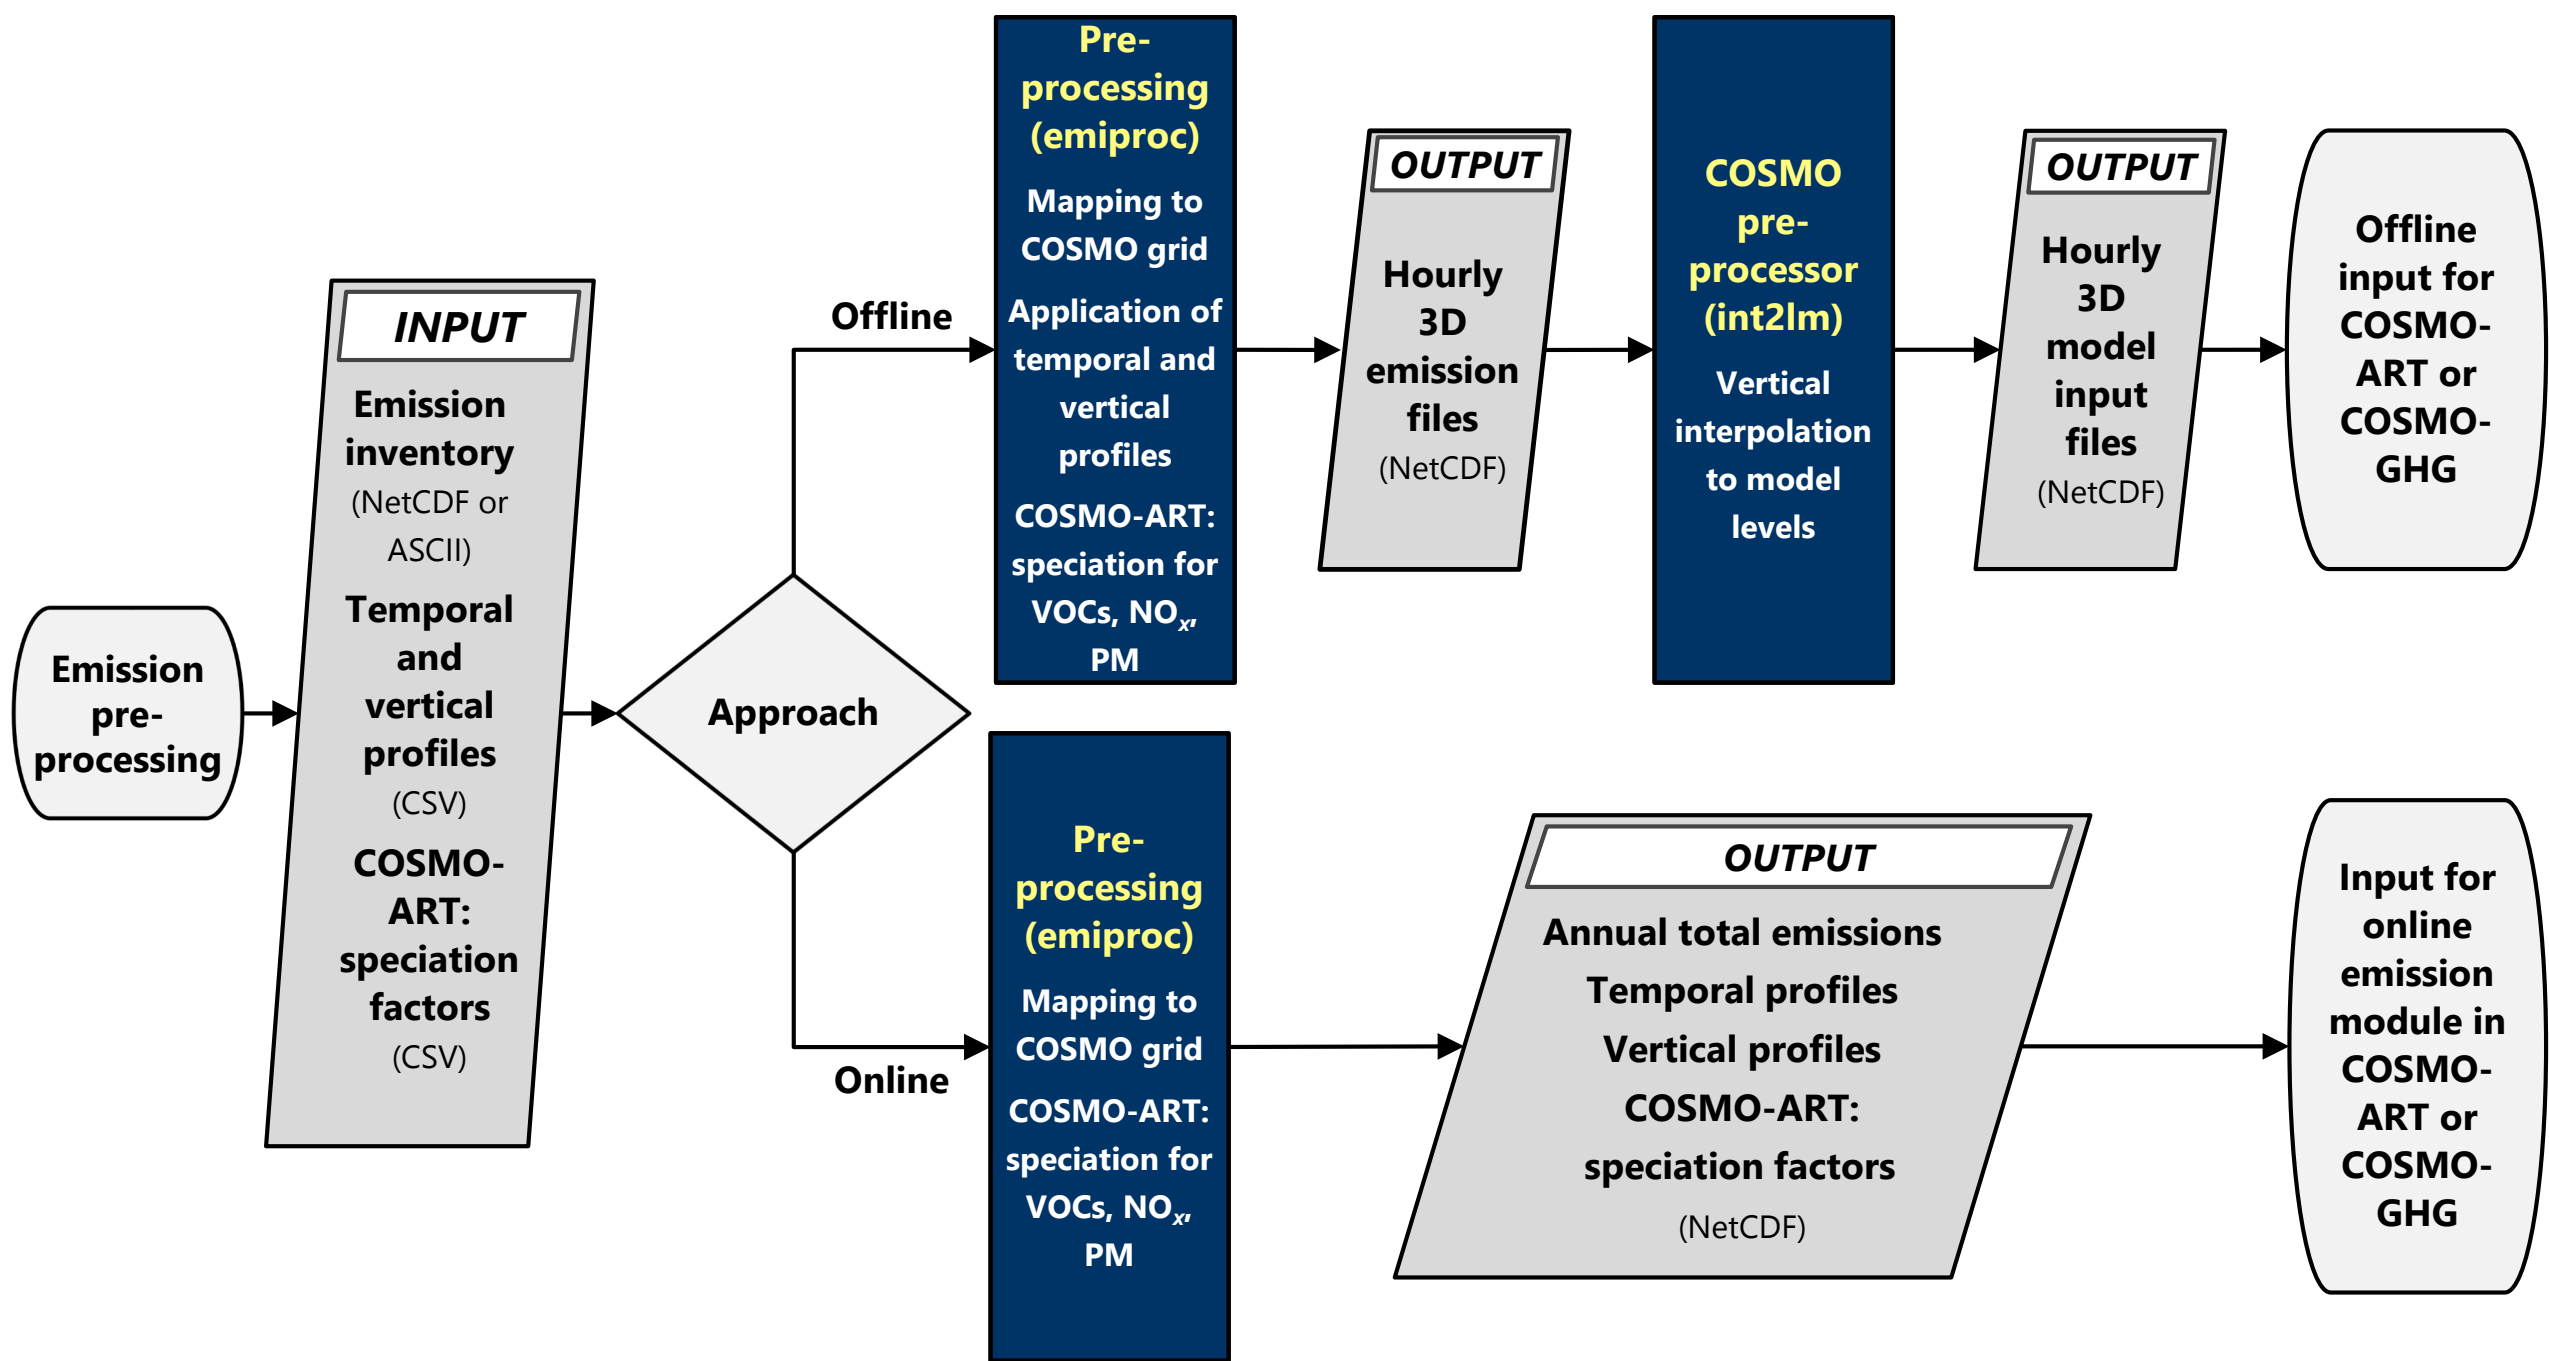 Emission
pre-
processing
INPUT
Emission
inventory
(NetCDF or
ASCII)
Temporal
and
vertical
profiles
(CSV)
COSMO-
ART:
speciation
factors
(CSV)
Approach
Offline
Pre-
processing
(emiproc)
Mapping to
COSMO grid
Application of
temporal and
vertical
profiles
COSMO-ART:
speciation for
VOCs, NOx,
PM
OUTPUT
Hourly
3D
emission
files
(NetCDF)
COSMO
pre-
processor
(int2lm)
Vertical
interpolation
to model
levels
OUTPUT
Hourly
3D
model
input
files
(NetCDF)
Offline
input for
COSMO-
ART or
COSMO-
GHG
Online
Pre-
processing
(emiproc)
Mapping to
COSMO grid
COSMO-ART:
speciation for
VOCs, NOx,
PM
OUTPUT
Annual total emissions
Temporal profiles
Vertical profiles
COSMO-ART:
speciation factors
(NetCDF)
Input for
online
emission
module in
COSMO-
ART or
COSMO-
GHG